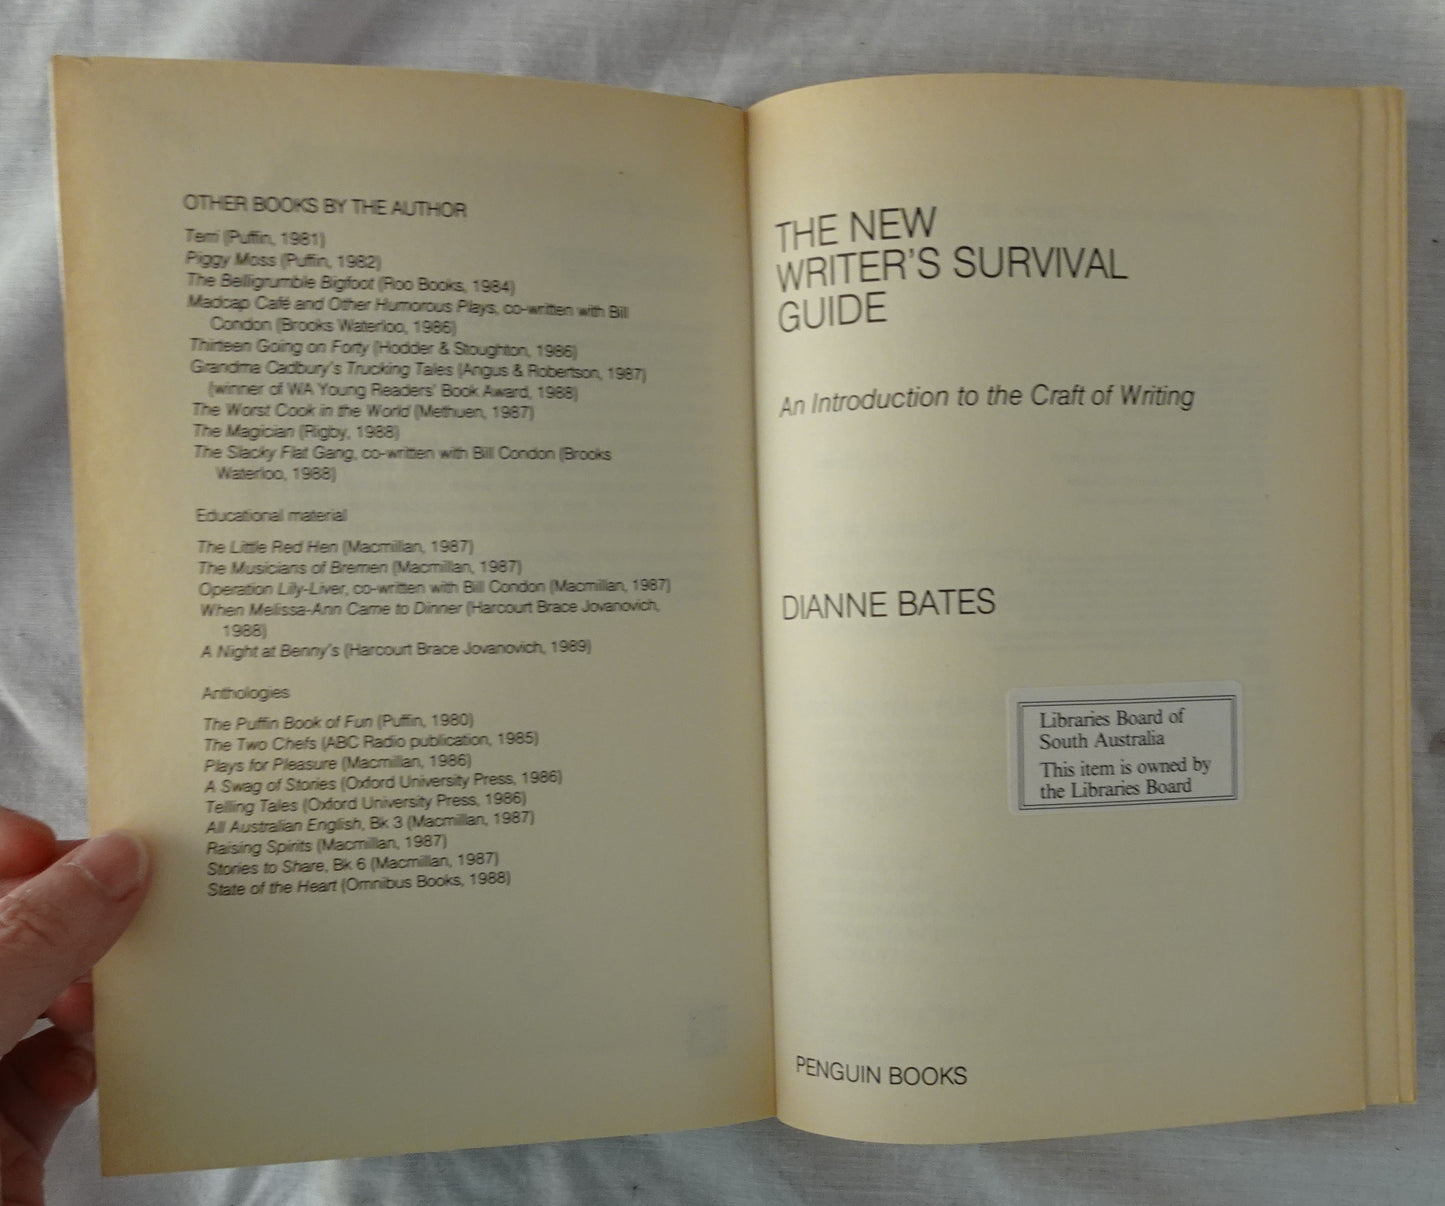 OTHER BOOKS BY THE AUTHOR
Terri (Puffin, 1981)
Piggy Moss (Puffin, 1982)
The Belligrumble Bigfoot (Roo Books, 1984)
Madcap Café and Other Humorous Plays, co-written with Bill
Condon (Brooks Waterloo, 1986)
Thirteen Going on Forty (Hodder & Stoughton, 1986)
Grandma Cadbury's Trucking Tales (Angus & Robertson, 1987)
(winner of WA Young Readers' Book Award, 1988)
The Worst Cook in the World (Methuen, 1987)
The Magician (Rigby, 1988)
The Slacky Flat Gang, co-written with Bill Condon (Brooks
Waterloo, 1988)
Educational material
The Little Red Hen (Macmillan, 1987)
The Musicians of Bremen (Macmillan, 1987)
Operation Lily-Liver, co-written with Bill Condon (Macmillan, 1987)
When Melissa-Ann Came to Dinner (Harcourt Brace Jovanovich,
1988)
A Night at Benny's (Harcourt Brace Jovanovich, 1989)
Anthologies
The Puffin Book of Fun (Puffin, 1980)
The Two Chefs (ABC Radio publication, 1985)
Plays for Pleasure (Macmillan, 1986)
A Swag of Stories (Oxford University Press, 1986)
Telling Tales (Oxford University Press, 1986)
All Australian English, Bk 3 (Macmillan, 1987)
Raising Spirits (Macmillan, 1987)
Stories to Share, Bk 6 (Macmillan, 1987)
State of the Heart (Omnibus Books, 1988)
THE NEW
WRITER'S SURVIVAL
GUIDE
An Introduction to the Craft of Writing
DIANNE BATES
Libraries Board of
South Australia
This item is owned by
the Libraries Board
PENGUIN BOOKS